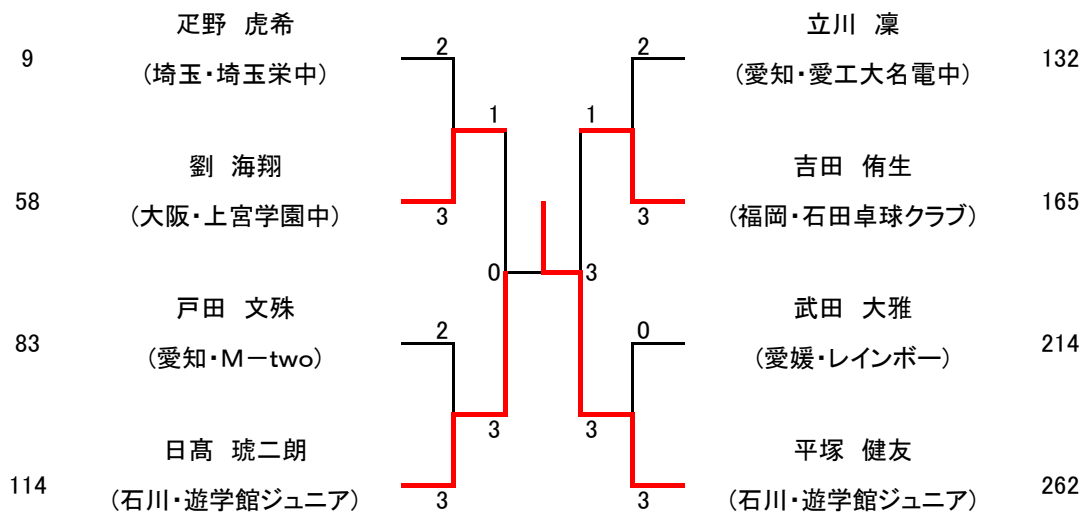 疋野　虎希
9
2
(埼玉・埼玉栄中)
1
劉　海翔
58
(大阪・上宮学園中)
3
0
戸田　文殊
83
2
(愛知・M－two)
3
日髙　琥二朗
114
(石川・遊学館ジュニア)
3
立川　凜
2
132
(愛知・愛工大名電中)
1
吉田　侑生
165
3
(福岡・石田卓球クラブ)
3
武田　大雅
0
214
(愛媛・レインボー)
3
平塚　健友
262
3
(石川・遊学館ジュニア)